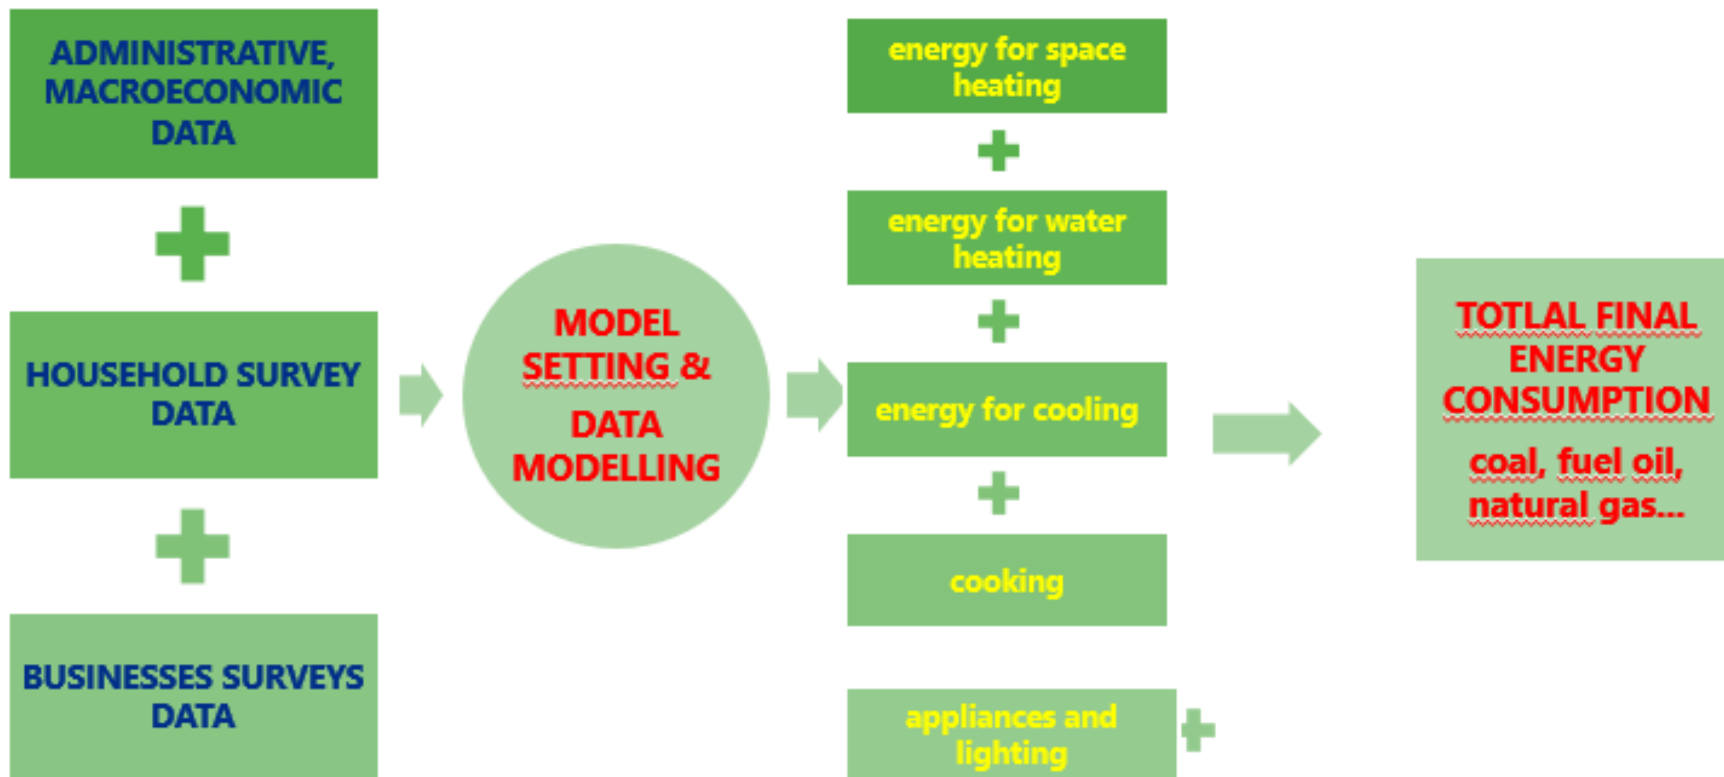 ADMINISTRATIVE,
MACROECONOMIC
DATA
HOUSEHOLD SURVEY
DATA
BUSINESSES SURVEYS
DATA
MODEL
SETTING &
DATA
MODELLING
energy for space
heating
energy for water
heating
energy for cooling
cooking
appliances and
lighting
TOTLAL FINAL
ENERGY
CONSUMPTION
coal, fuel oil,
natural gas...